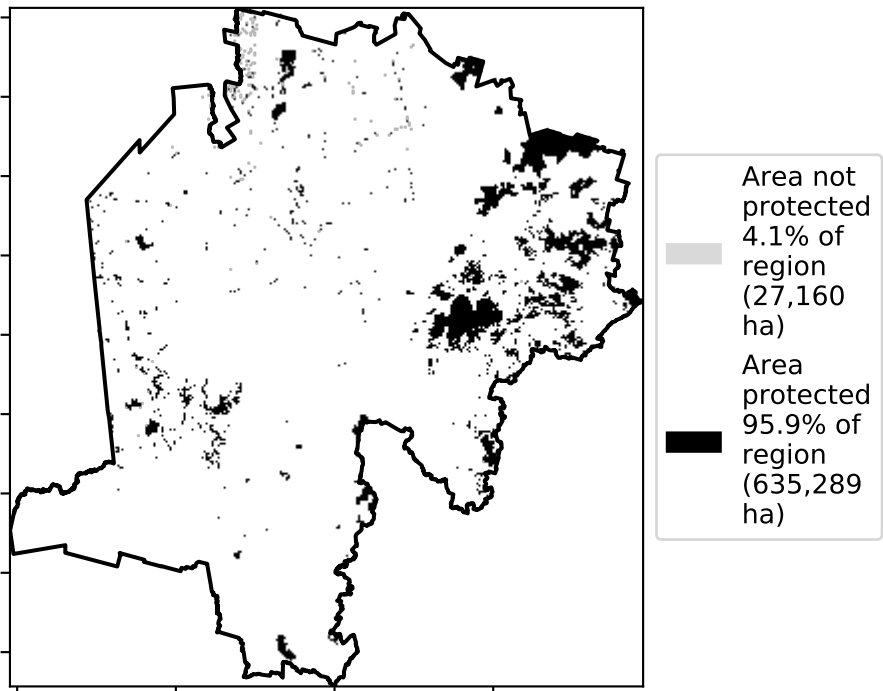 Area not
protected
4.1% of
region
(27,160
ha)
Area
protected
95.9% of
region
(635,289
ha)